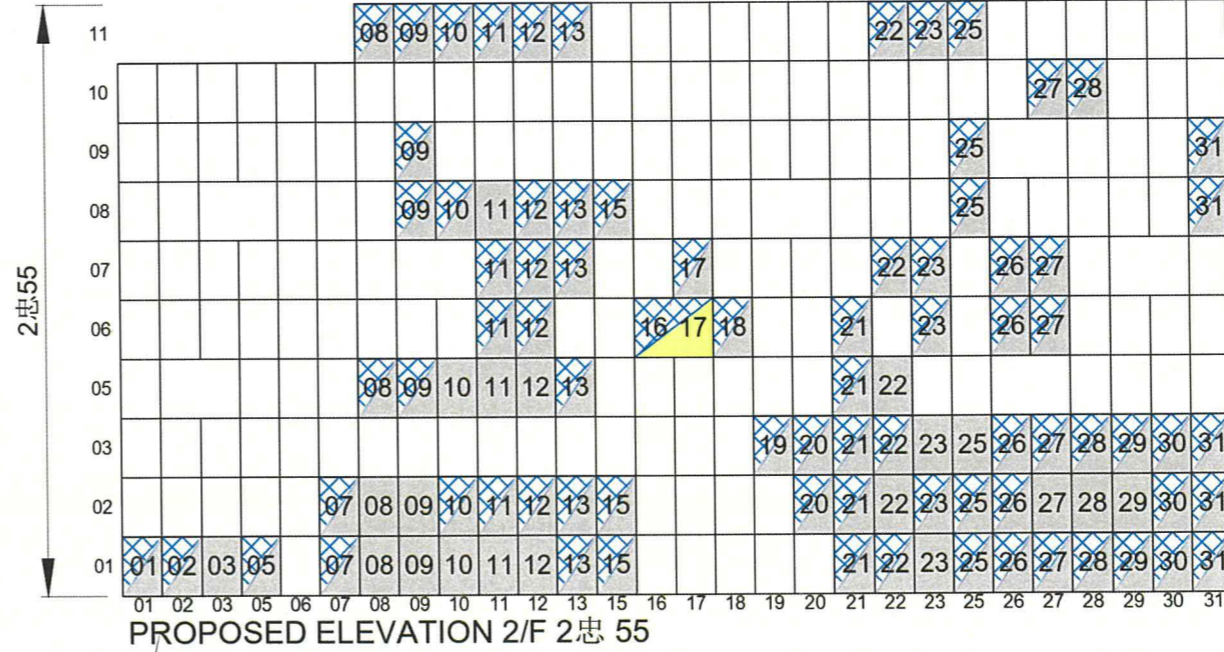 11 08 09 10 11 12 13 22 23 25
10 27 28
09 09 25 31
08 09 10 11 12 13 15 25 31
07 11 12 13 17 22 23 26 27
06 11 12 16 17 18 21 23 26 27
05 08 09 10 11 12 13 21 22
03 19 20 21 22 23 25 26 27 28 29 30 31
02 07 08 09 10 11 12 13 15 20 21 22 23 25 26 27 28 29 30 31
01 01 02 03 05 07 08 09 10 11 12 13 15 21 22 23 25 26 27 28 29 30 31
2忠55
01 02 03 05 06 07 08 09 10 11 12 13 15 16 17 18 19 20 21 22 23 25 26 27 28 29 30 31
PROPOSED ELEVATION 2/F 2忠 55